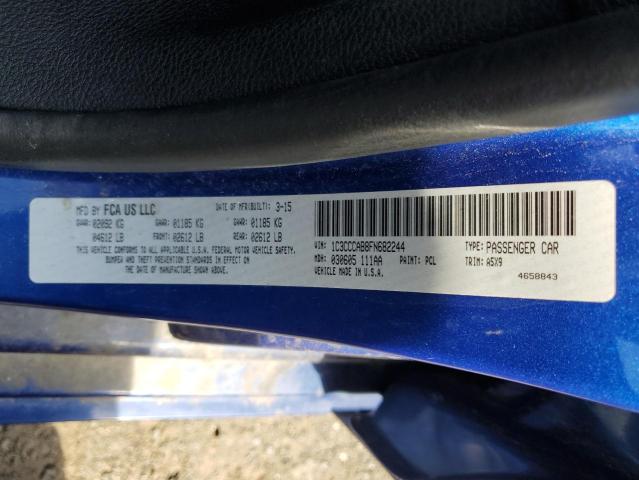 MFD BY FCA US LLC DATE OF MFR(BUILT): 3-15
GVWR: 02092 KG GAWR: 01185 KG GAWR: 01185 KG
04612 LB FRONT: 02612 LB REAR: 02612 LB
THIS VEHICLE CONFORMS TO ALL APPLICABLE U.S.A. FEDERAL MOTOR VEHICLE SAFETY,
BUMPER AND THEFT PREVENTION STANDARDS IN EFFECT ON
THE DATE OF MANUFACTURE SHOWN ABOVE.
VIN: 1C3CCCAB8FN682244 TYPE: PASSENGER CAR
MDH: 030605 111AA PAINT: PCL TRIM: A5X9
VEHICLE MADE IN U.S.A. 4658843